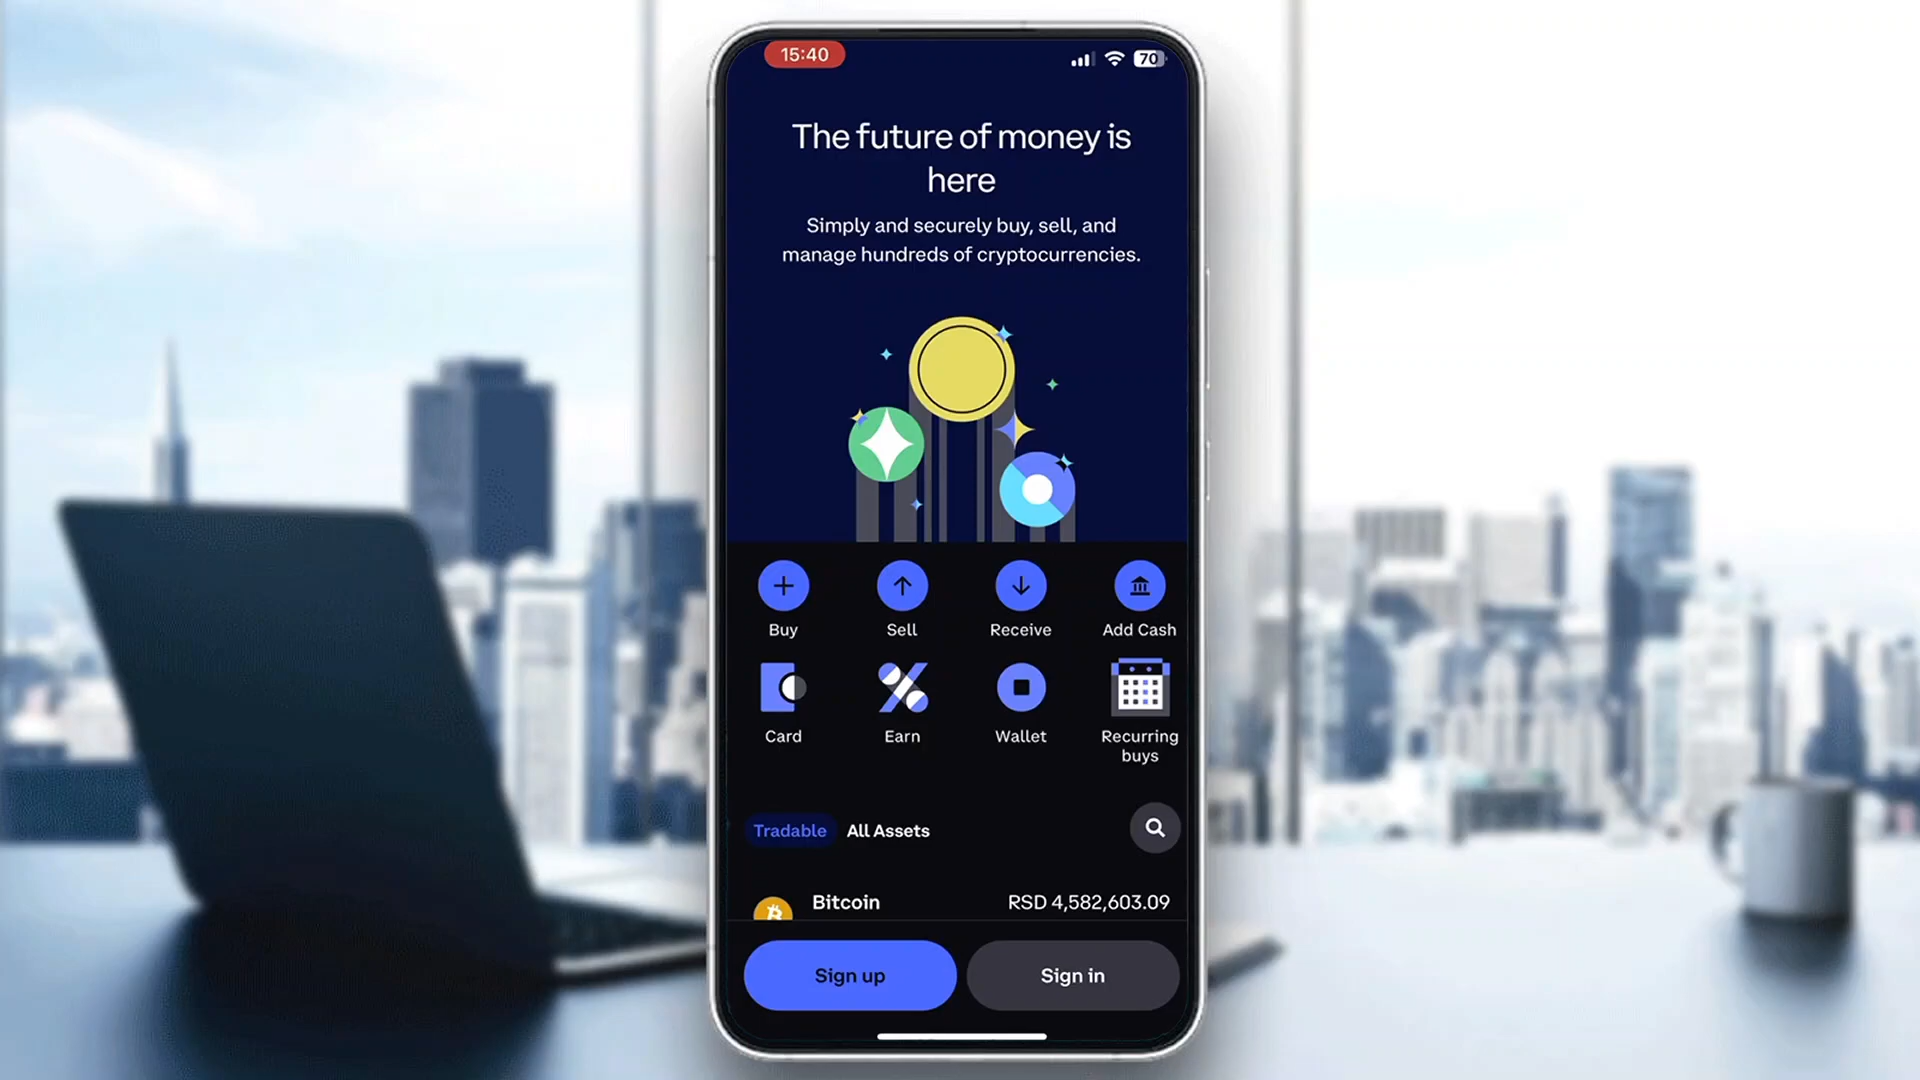 15:40
70
The future of money is
here
Simply and securely buy, sell, and
manage hundreds of cryptocurrencies.
Buy
Sell
Receive
Add Cash
Card
Earn
Wallet
Recurring
buys
Tradable
All Assets
Bitcoin
RSD 4,582,603.09
Sign up
Sign in